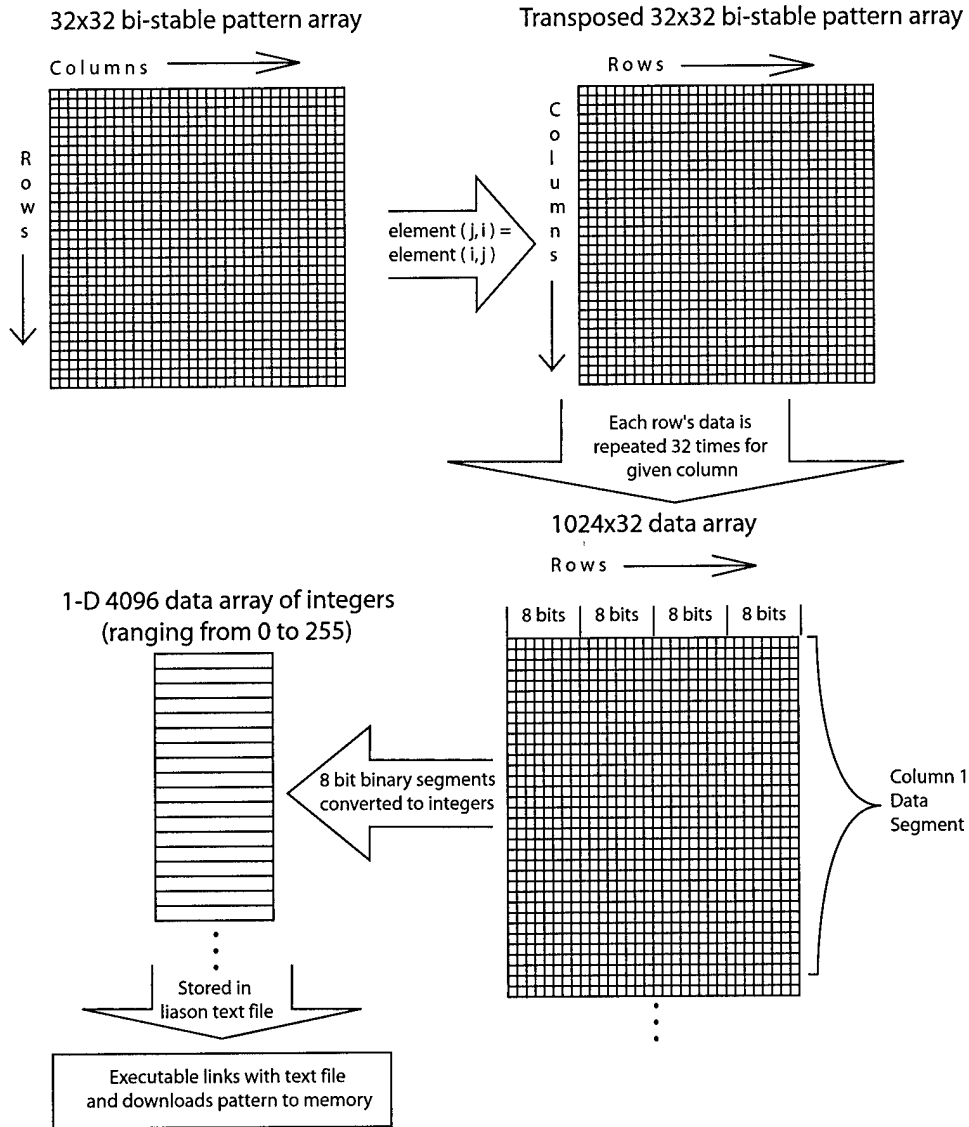 32x32 bi-stable pattern array
Columns
Rows
Transposed 32x32 bi-stable pattern array
Rows
Columns
element ( j, i ) =
element ( i, j )
Each row's data is
repeated 32 times for
given column
1024x32 data array
Rows
8 bits
8 bits
8 bits
8 bits
Column 1
Data
Segment
8 bit binary segments
converted to integers
1-D 4096 data array of integers
(ranging from 0 to 255)
Stored in
liason text file
Executable links with text file
and downloads pattern to memory